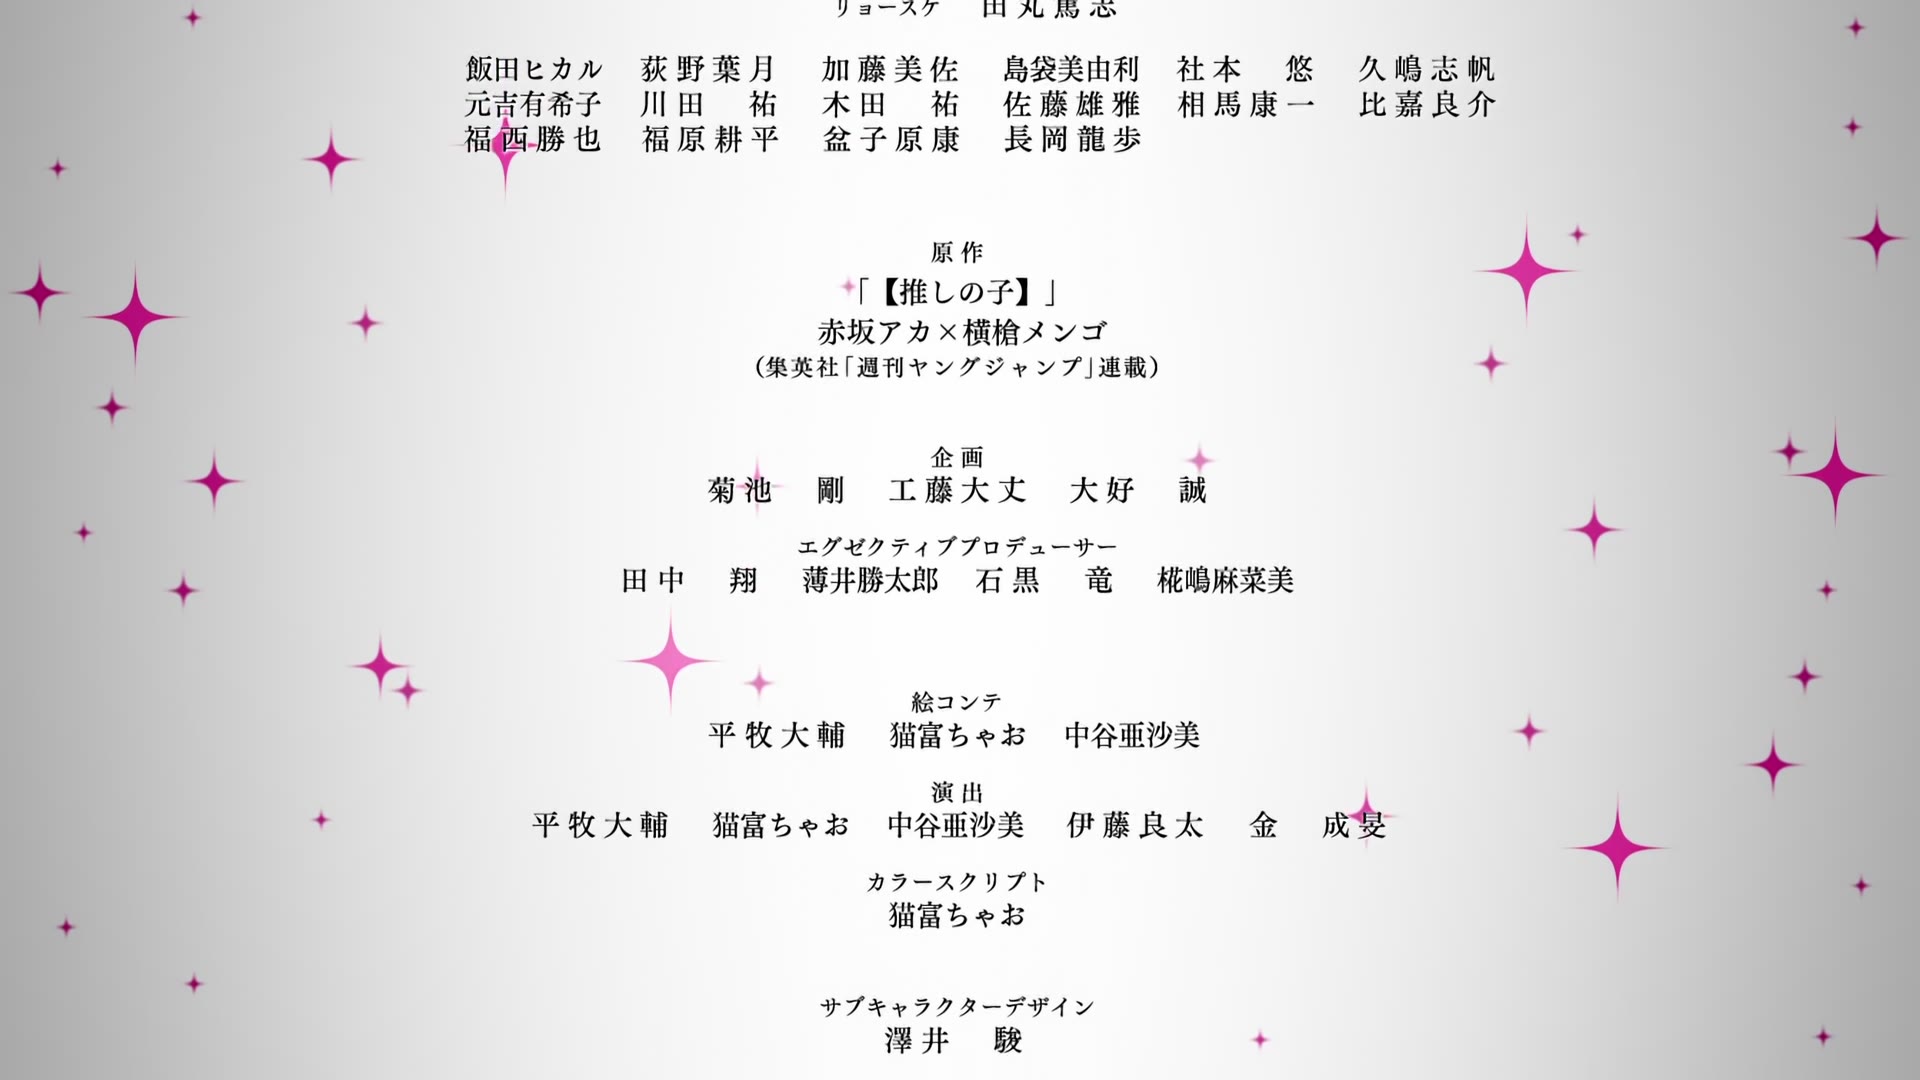 リョースケ 田丸篤志
飯田ヒカル 荻野葉月 加藤美佐 島袋美由利 社本 悠 久嶋志帆
元吉有希子 川田 祐 木田 祐 佐藤雄雅 相馬康一 比嘉良介
福西勝也 福原耕平 盆子原康 長岡龍歩
原作
「【推しの子】」
赤坂アカ×横槍メンゴ
（集英社「週刊ヤングジャンプ」連載）
企画
菊池 剛 工藤大丈 大好 誠
エグゼクティブプロデューサー
田中 翔 薄井勝太郎 石黒 竜 椛嶋麻菜美
絵コンテ
平牧大輔 猫富ちゃお 中谷亜沙美
演出
平牧大輔 猫富ちゃお 中谷亜沙美 伊藤良太 金 成旻
カラースクリプト
猫富ちゃお
サブキャラクターデザイン
澤井 駿